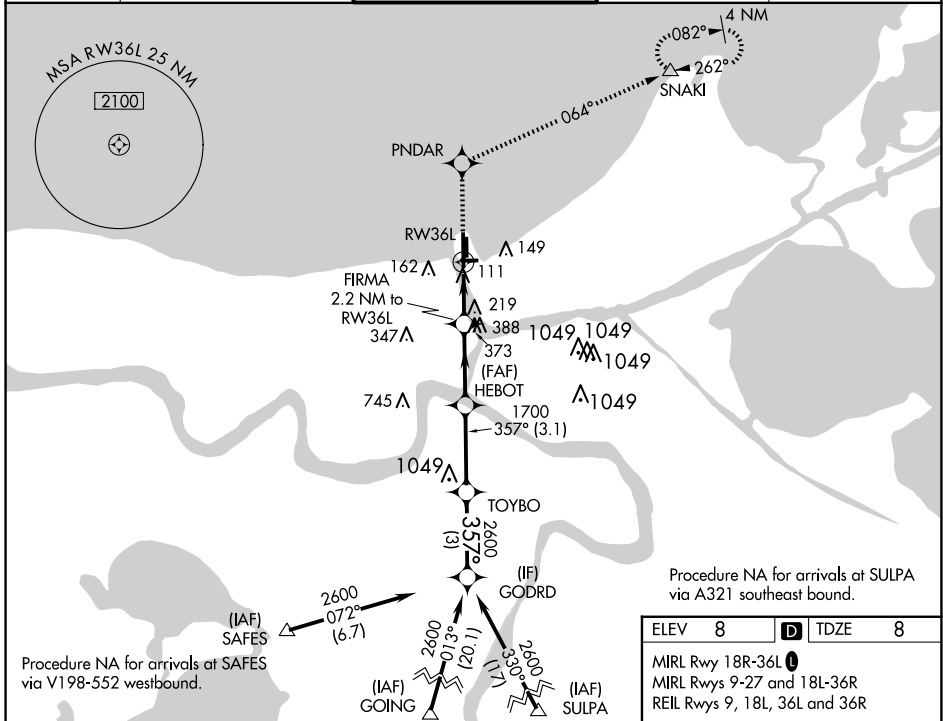 4 NM
082°
262°
SNAKI
MSA RW36L 25 NM
2100
064°
PNDAR
RW36L
149
162
111
FIRMA
2.2 NM to
RW36L
219
388
347
373
1049 1049
1049
(FAF)
HEBOT
745
1049
1700
357° (3.1)
1049
TOYBO
2600
357°
(3)
(IF)
GODRD
Procedure NA for arrivals at SULPA
via A321 southeast bound.
2600
072°
(6.7)
(IAF)
SAFES
2600
013°
(20.1)
2600
330°
(17)
Procedure NA for arrivals at SAFES
via V198-552 westbound.
(IAF)
GOING
(IAF)
SULPA
ELEV 8 D TDZE 8
MIRL Rwy 18R-36L L
MIRL Rwys 9-27 and 18L-36R
REIL Rwys 9, 18L, 36L and 36R